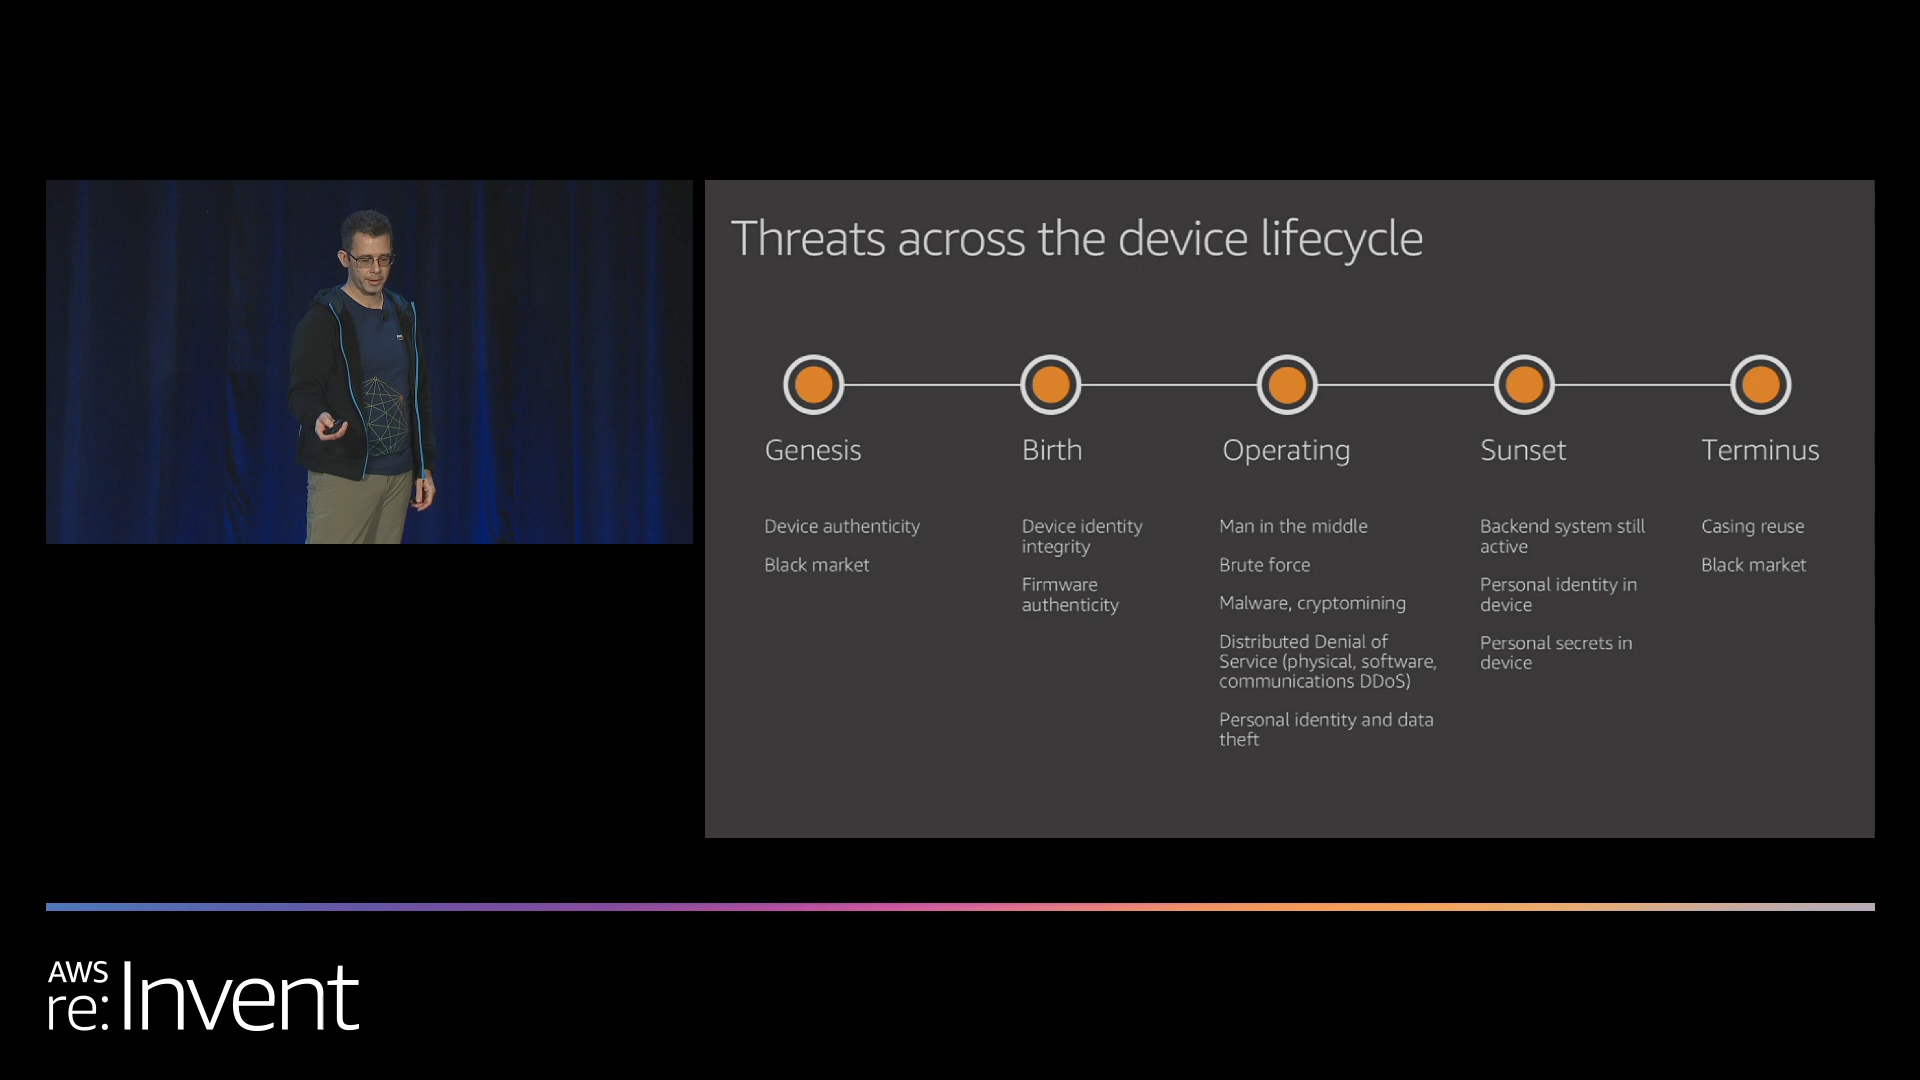 Threats across the device lifecycle
Genesis
Device authenticity
Black market
Birth
Device identity
integrity
Firmware
authenticity
Operating
Man in the middle
Brute force
Malware, cryptomining
Distributed Denial of
Service (physical, software,
communications DDoS)
Personal identity and data
theft
Sunset
Backend system still
active
Personal identity in
device
Personal secrets in
device
Terminus
Casing reuse
Black market
AWS
re:Invent